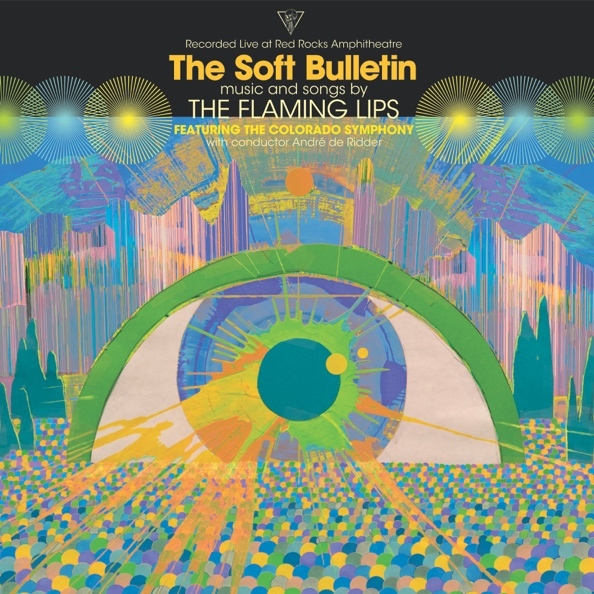 Recorded Live at Red Rocks Amphitheatre
The Soft Bulletin
music and songs by
THE FLAMING LIPS
FEATURING THE COLORADO SYMPHONY
with conductor André de Ridder